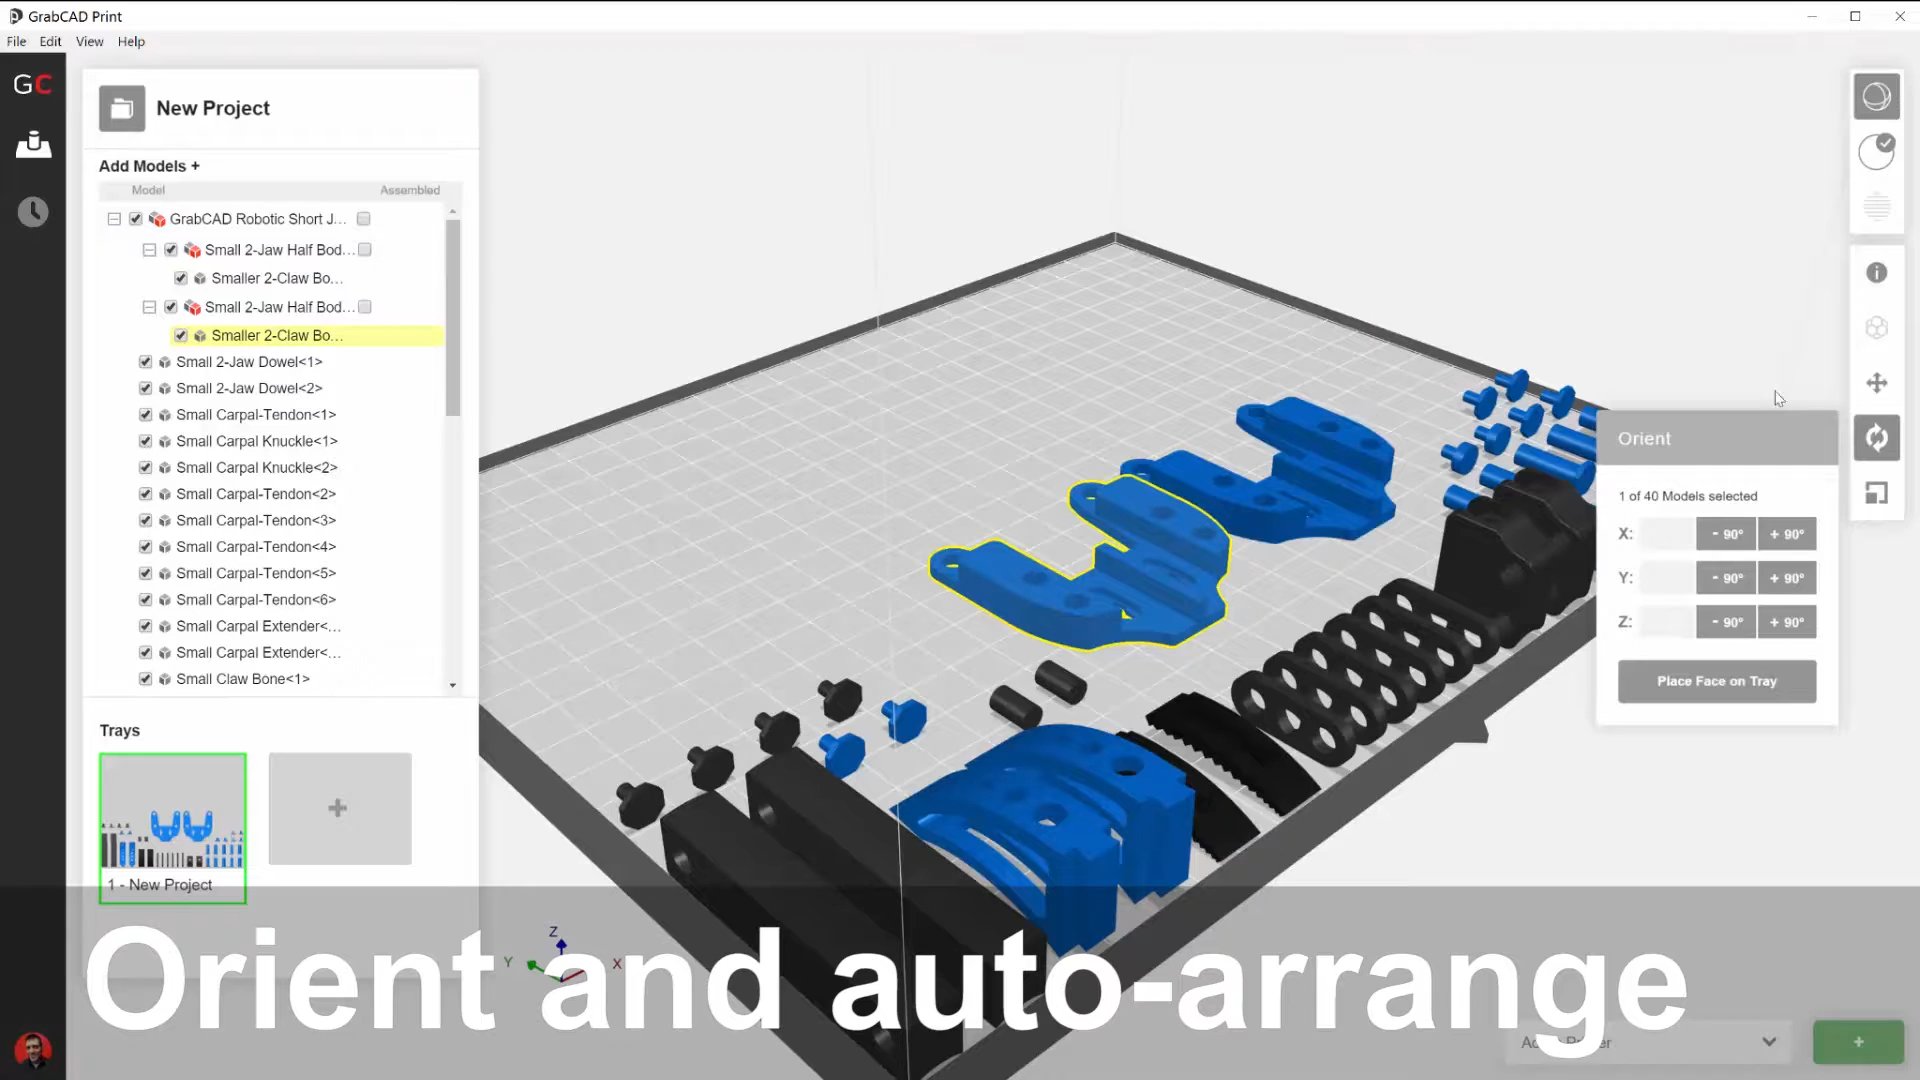 GrabCAD Print
File Edit View Help
GC
New Project
Add Models +
Model Assembled
GrabCAD Robotic Short J...
Small 2-Jaw Half Bod...
Smaller 2-Claw Bo...
Small 2-Jaw Half Bod...
Smaller 2-Claw Bo...
Small 2-Jaw Dowel<1>
Small 2-Jaw Dowel<2>
Small Carpal-Tendon<1>
Small Carpal Knuckle<1>
Small Carpal Knuckle<2>
Small Carpal-Tendon<2>
Small Carpal-Tendon<3>
Small Carpal-Tendon<4>
Small Carpal-Tendon<5>
Small Carpal-Tendon<6>
Small Carpal Extender<...
Small Carpal Extender<...
Small Claw Bone<1>
Trays
1 - New Project
Orient
1 of 40 Models selected
X: - 90° + 90°
Y: - 90° + 90°
Z: - 90° + 90°
Place Face on Tray
Z
Y X
Orient and auto-arrange